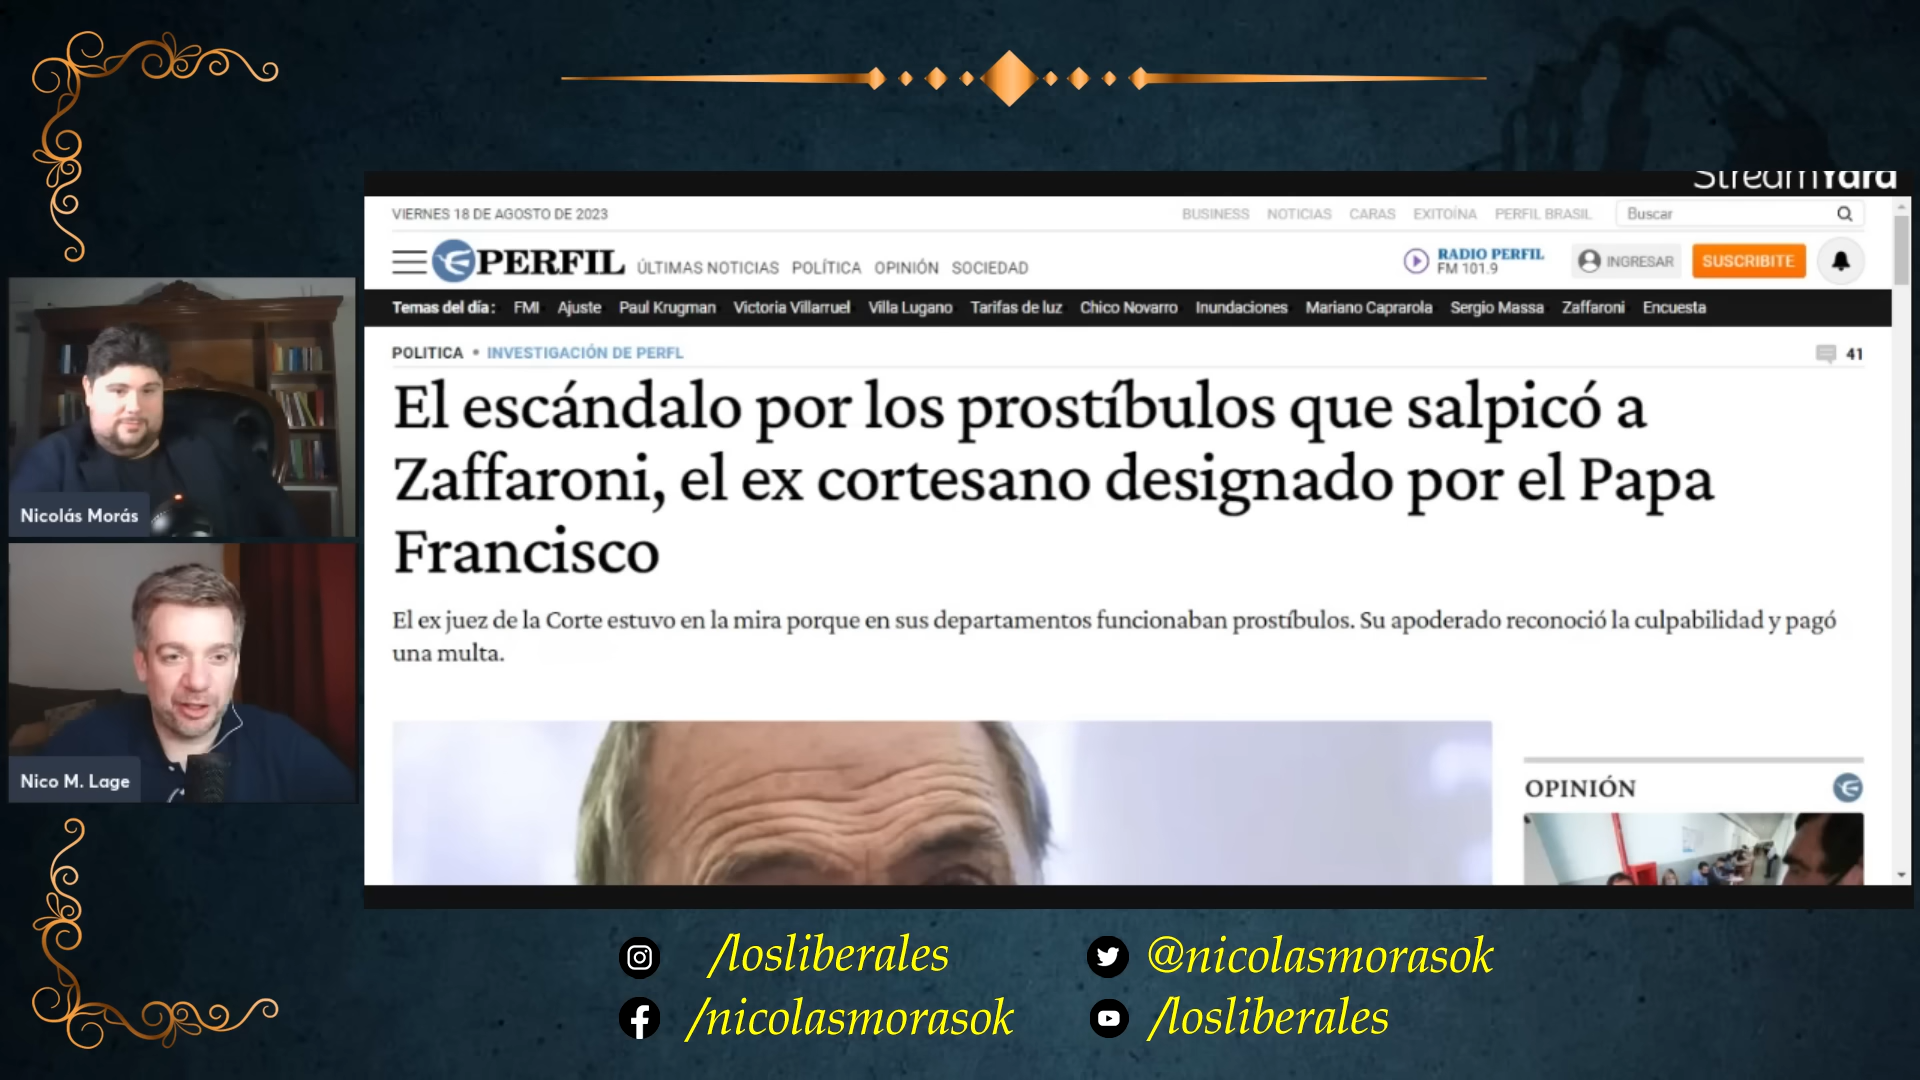 StreamYard
VIERNES 18 DE AGOSTO DE 2023
BUSINESS NOTICIAS CARAS EXITOÍNA PERFIL BRASIL Buscar
PERFIL ÚLTIMAS NOTICIAS POLÍTICA OPINIÓN SOCIEDAD
RADIO PERFIL
FM 101.9
INGRESAR
SUSCRIBITE
Temas del día: FMI Ajuste Paul Krugman Victoria Villarruel Villa Lugano Tarifas de luz Chico Novarro Inundaciones Mariano Caprarola Sergio Massa Zaffaroni Encuesta
POLITICA • INVESTIGACIÓN DE PERFL
41
El escándalo por los prostíbulos que salpicó a
Zaffaroni, el ex cortesano designado por el Papa
Francisco
El ex juez de la Corte estuvo en la mira porque en sus departamentos funcionaban prostíbulos. Su apoderado reconoció la culpabilidad y pagó
una multa.
OPINIÓN
Nicolás Morás
Nico M. Lage
/losliberales
@nicolasmorasok
/nicolasmorasok
/losliberales